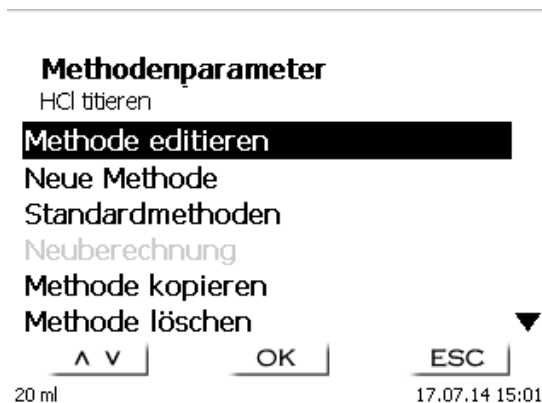 Methodenparameter
HCl titieren
Methode editieren
Neue Methode
Standardmethoden
Neuberechnung
Methode kopieren
Methode löschen
∧ ∨ OK ESC
20 ml 17.07.14 15:01